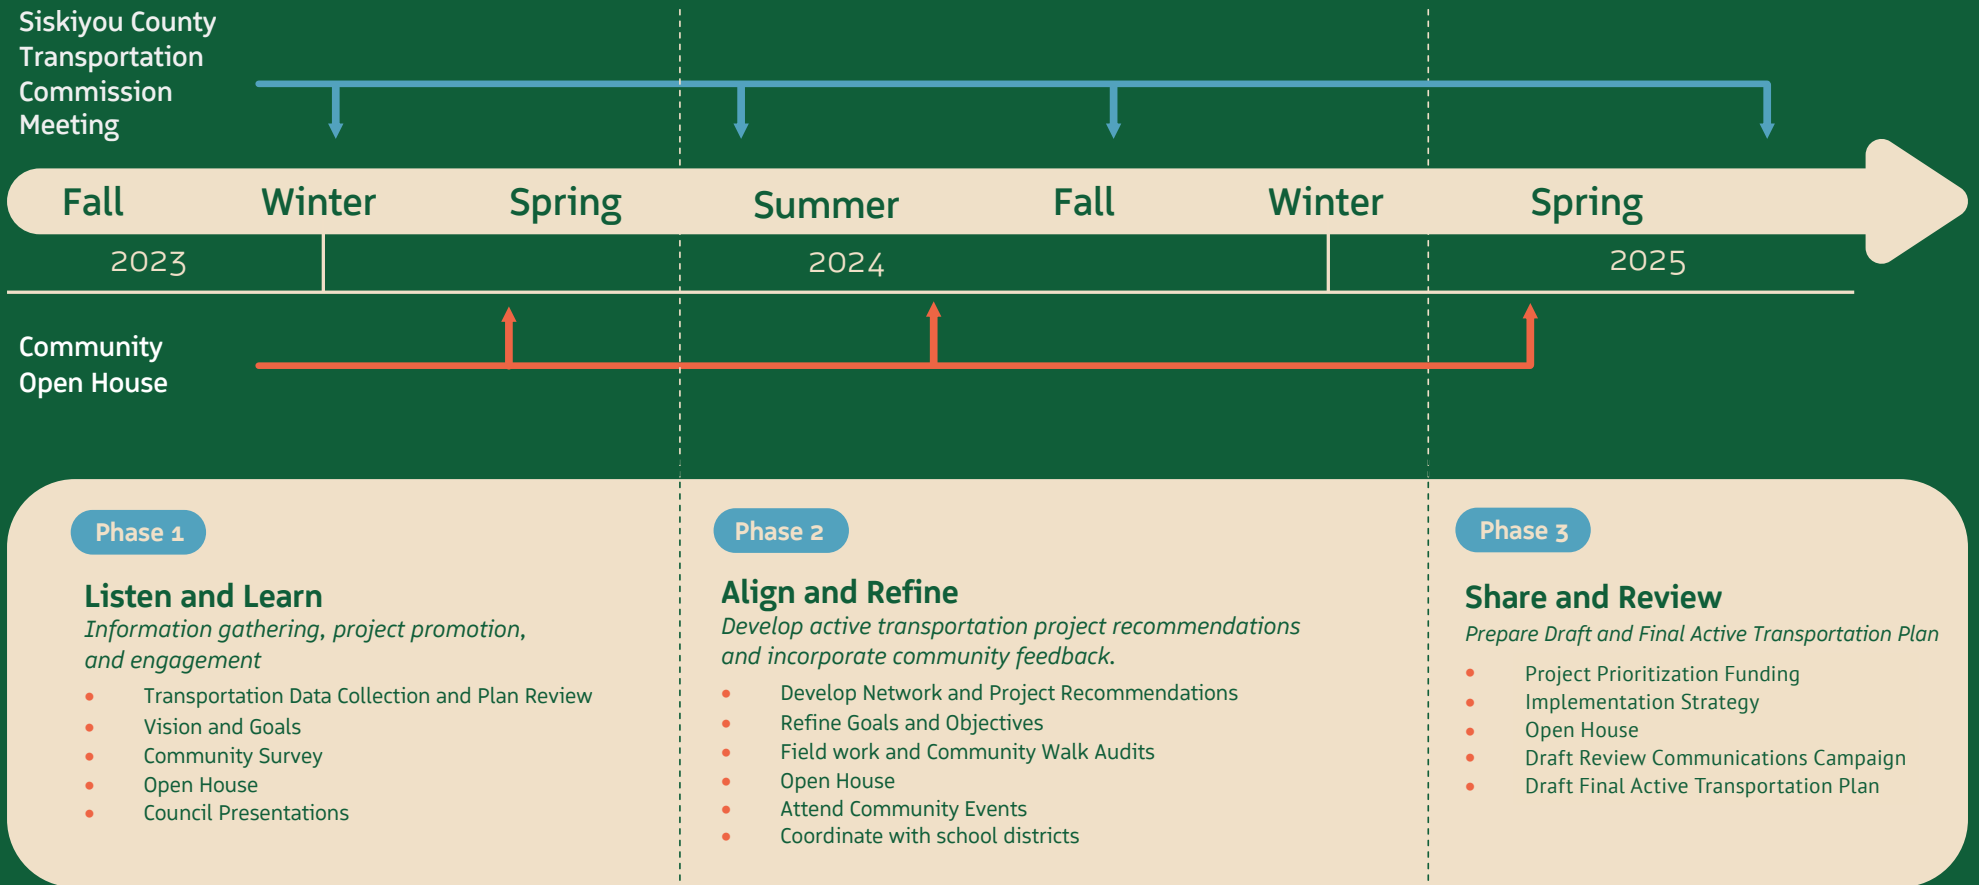 Siskiyou County
Transportation
Commission
Meeting
Fall
Winter
Spring
Summer
Fall
Winter
Spring
2023
2024
2025
Community
Open House
Phase 1
Listen and Learn
Information gathering, project promotion,
and engagement
• Transportation Data Collection and Plan Review
• Vision and Goals
• Community Survey
• Open House
• Council Presentations
Phase 2
Align and Refine
Develop active transportation project recommendations
and incorporate community feedback.
• Develop Network and Project Recommendations
• Refine Goals and Objectives
• Field work and Community Walk Audits
• Open House
• Attend Community Events
• Coordinate with school districts
Phase 3
Share and Review
Prepare Draft and Final Active Transportation Plan
• Project Prioritization Funding
• Implementation Strategy
• Open House
• Draft Review Communications Campaign
• Draft Final Active Transportation Plan